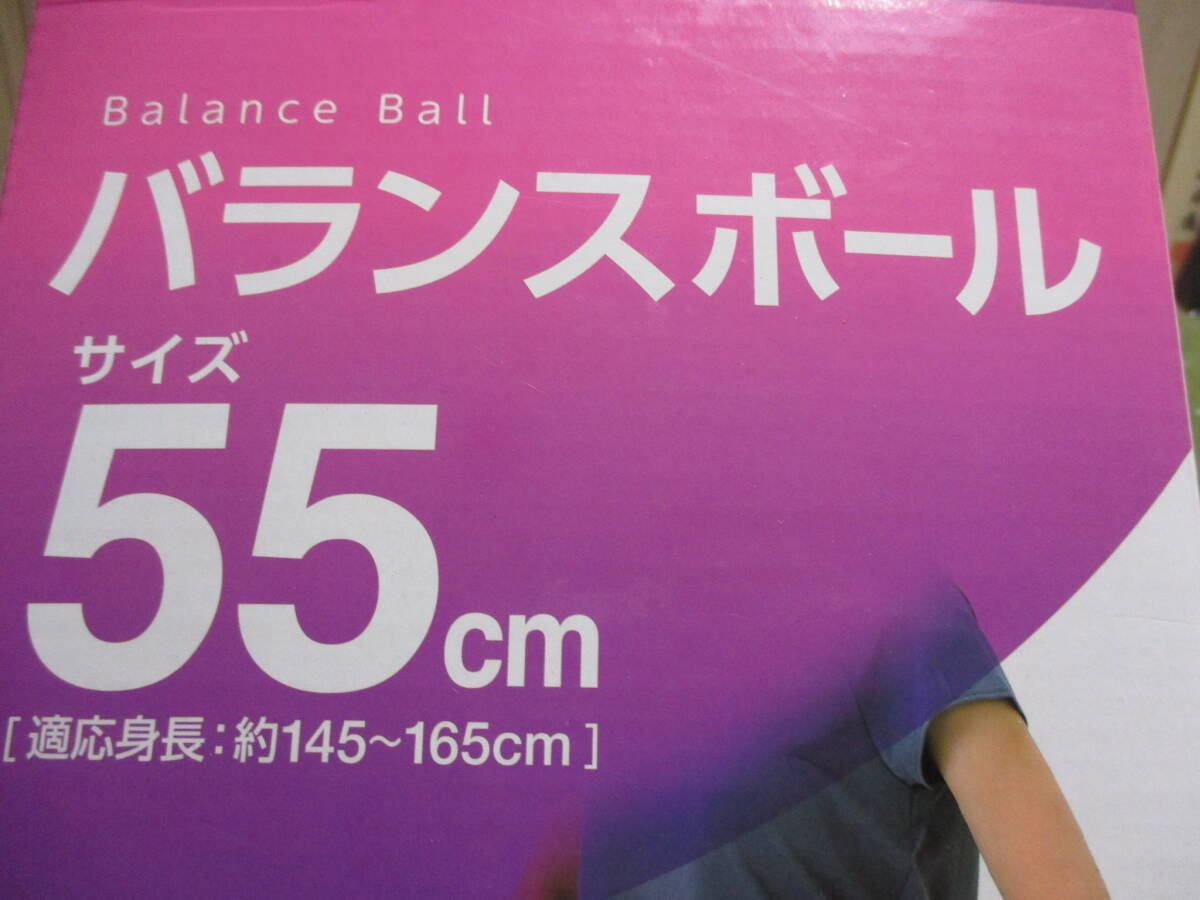 Balance Ball
バランスボール
サイズ
55cm
[ 適応身長：約145～165cm ]